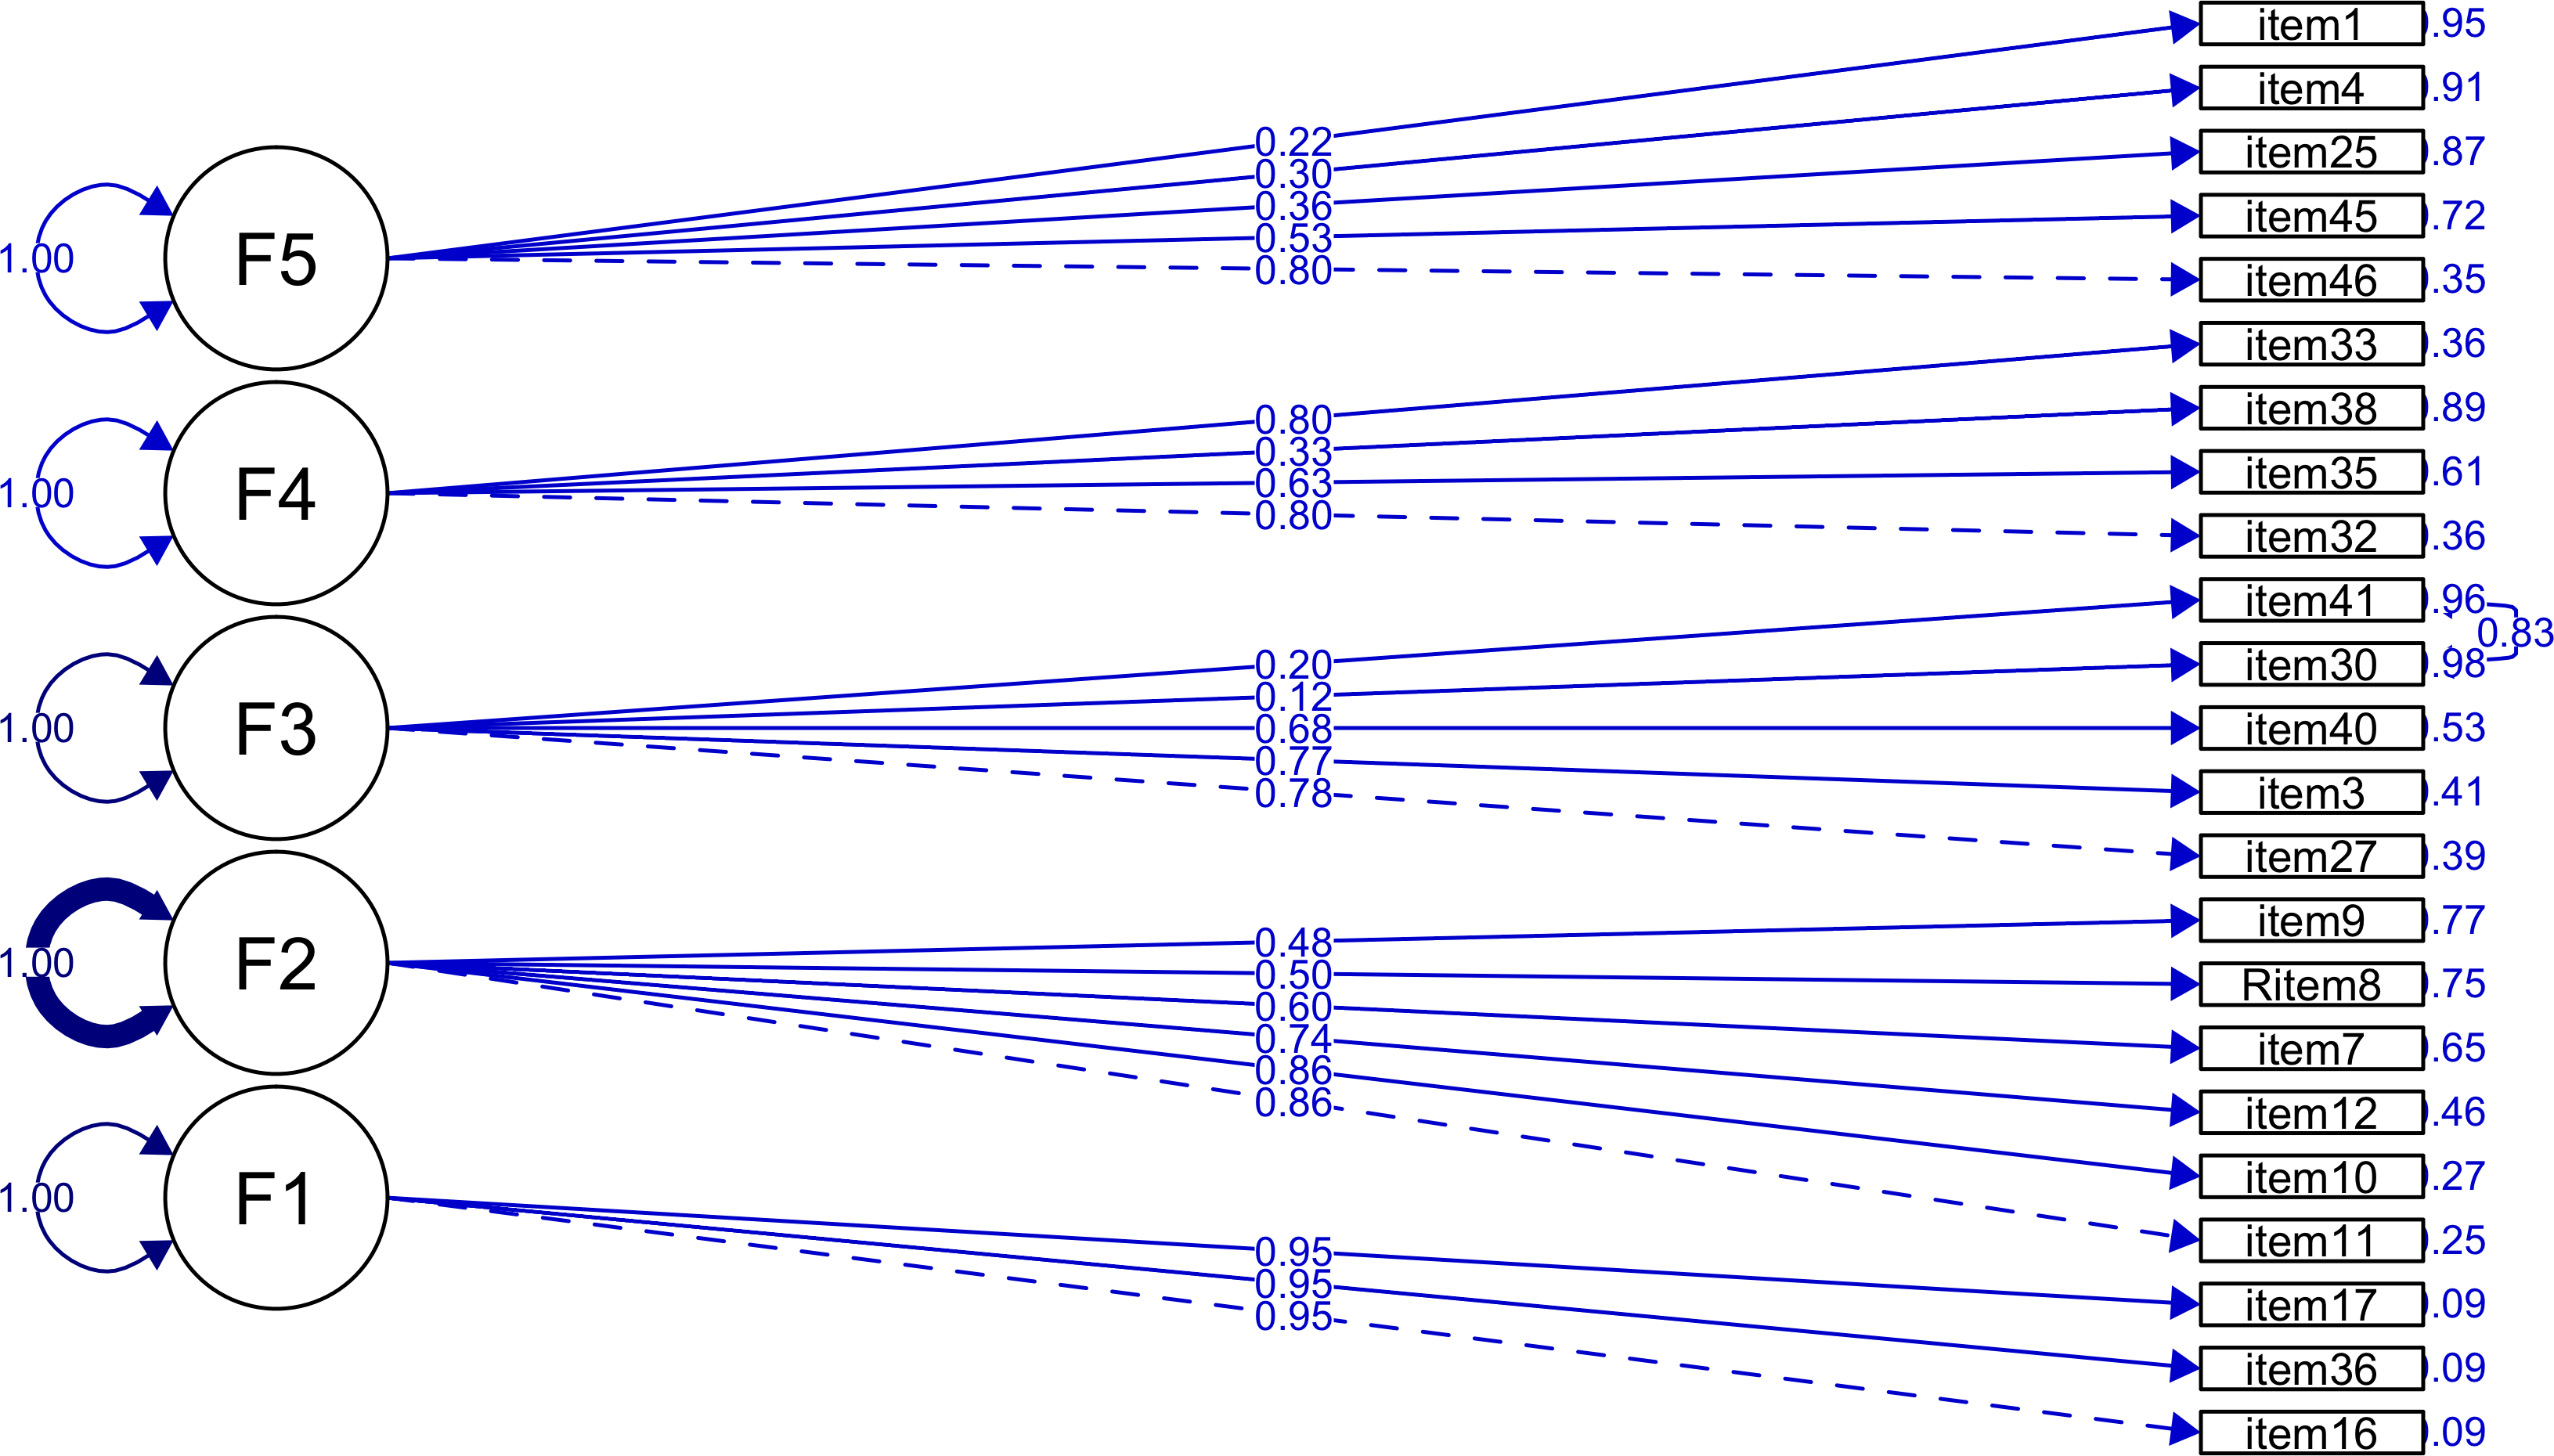 item1 .95
item4 .91
0.22
0.30
item25 .87
0.36
item45 .72
0.53
1.00 F5
0.80
item46 .35
item33 .36
item38 .89
0.80
0.33
item35 .61
0.63
1.00 F4
0.80
item32 .36
item41 .96
0.83
item30 .98
0.20
0.12
1.00 F3
0.68
item40 .53
0.77
item3 .41
0.78
item27 .39
item9 .77
0.48
1.00 F2
0.50
Ritem8 .75
0.60
0.74
item7 .65
0.86
0.86
item12 .46
item10 .27
1.00 F1
item11 .25
0.95
0.95
item17 .09
0.95
item36 .09
item16 .09